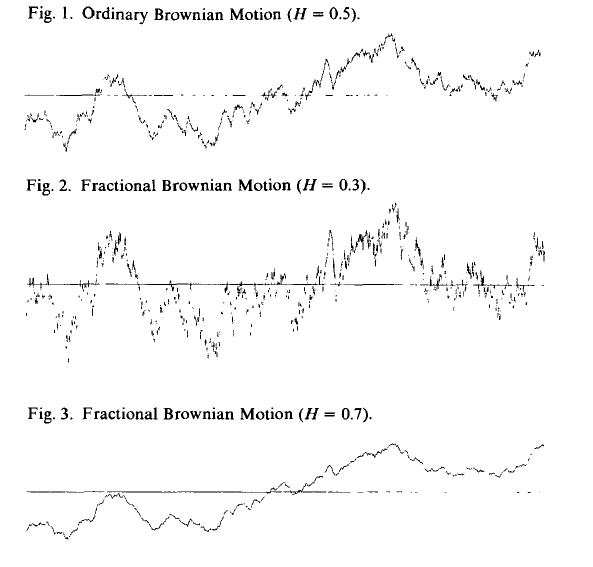 Fig. 1. Ordinary Brownian Motion (H = 0.5).
Fig. 2. Fractional Brownian Motion (H = 0.3).
Fig. 3. Fractional Brownian Motion (H = 0.7).